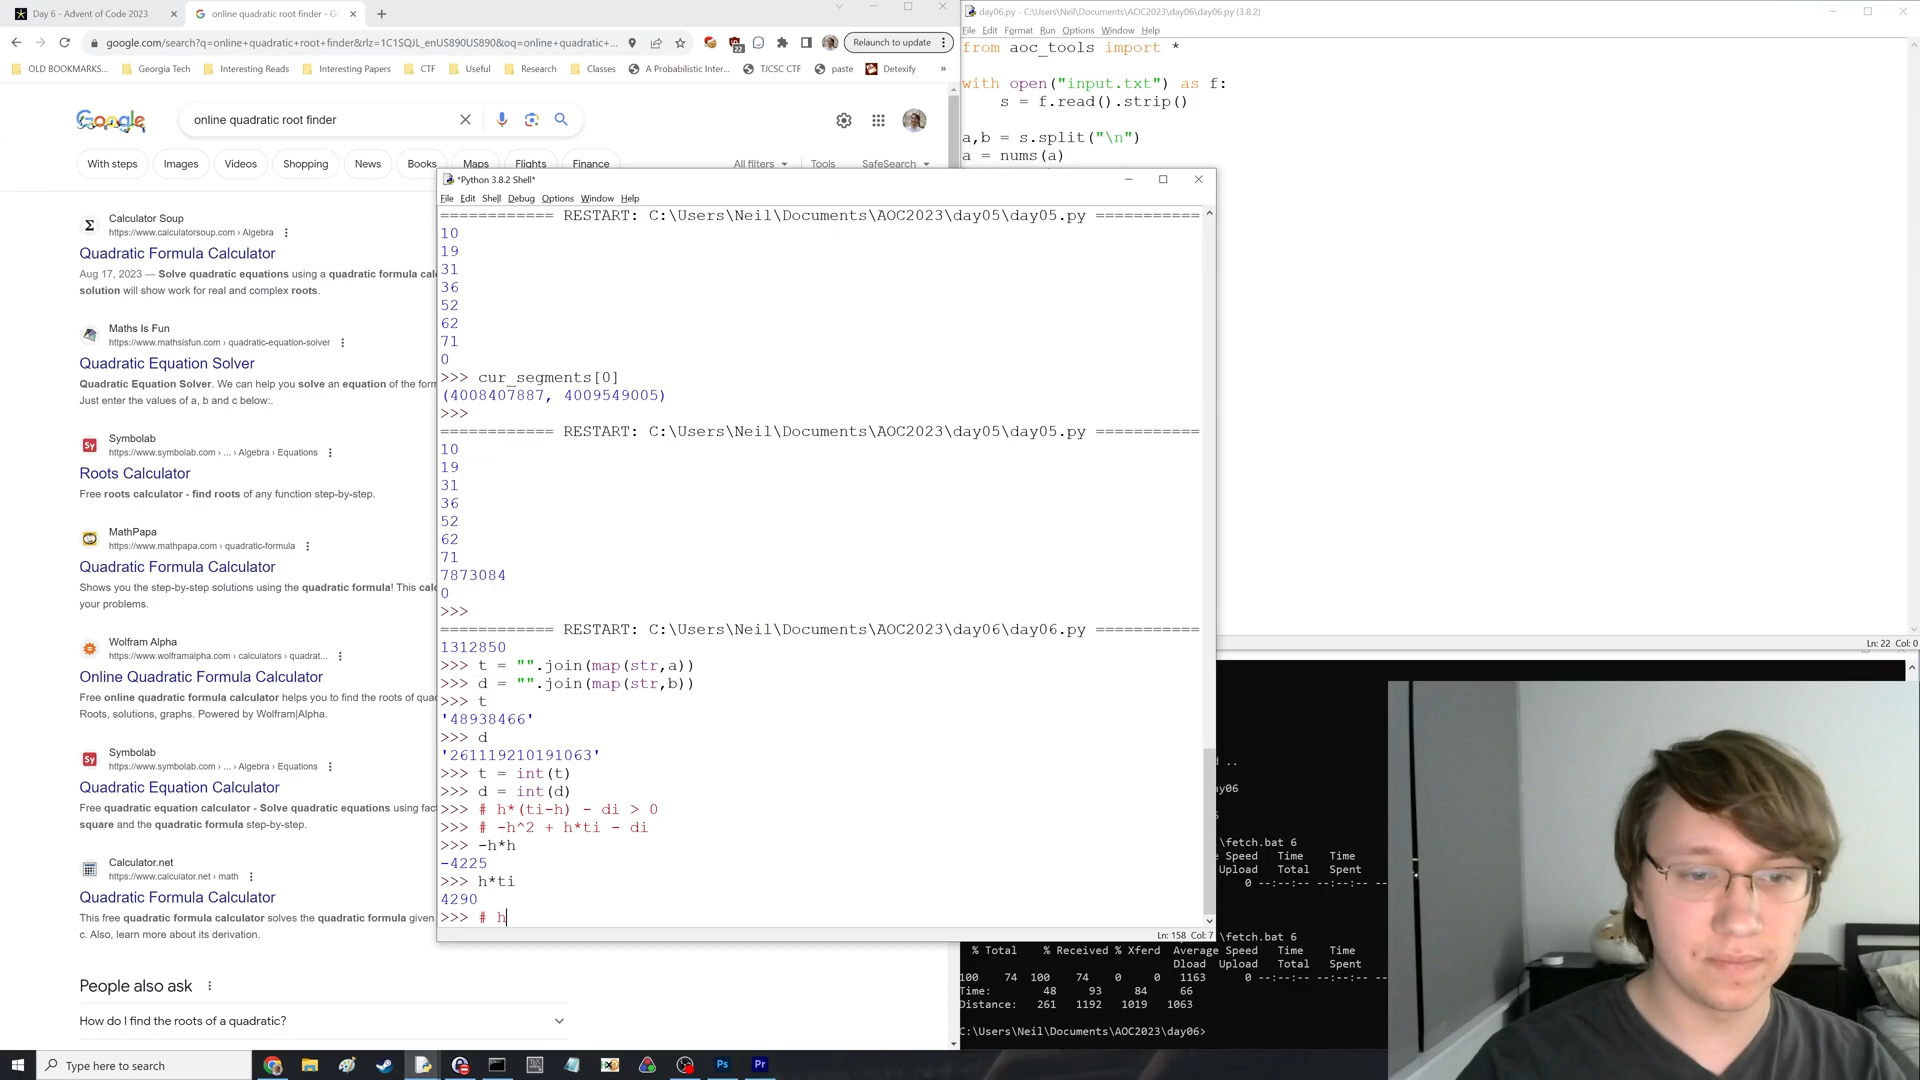 Day 6 - Advent of Code 2023
online quadratic root finder - Go
google.com/search?q=online+quadratic+root+finder&rlz=1C1SQJL_enUS890US890&oq=online+quadratic+...
22
Relaunch to update
OLD BOOKMARKS...
Georgia Tech
Interesting Reads
Interesting Papers
CTF
Useful
Research
Classes
A Probabilistic Inter...
TJCSC CTF
paste
Detexify
»
Google
online quadratic root finder
With steps
Images
Videos
Shopping
News
Books
Maps
Flights
Finance
All filters
Tools
SafeSearch
Calculator Soup
https://www.calculatorsoup.com › Algebra
Quadratic Formula Calculator
Aug 17, 2023 — Solve quadratic equations using a quadratic formula cal
solution will show work for real and complex roots.
Maths Is Fun
https://www.mathsisfun.com › quadratic-equation-solver
Quadratic Equation Solver
Quadratic Equation Solver. We can help you solve an equation of the form
Just enter the values of a, b and c below:.
Symbolab
https://www.symbolab.com › ... › Algebra › Equations
Roots Calculator
Free roots calculator - find roots of any function step-by-step.
MathPapa
https://www.mathpapa.com › quadratic-formula
Quadratic Formula Calculator
Shows you the step-by-step solutions using the quadratic formula! This calc
your problems.
Wolfram Alpha
https://www.wolframalpha.com › calculators › quadrat...
Online Quadratic Formula Calculator
Free online quadratic formula calculator helps you to find the roots of qua
Roots, solutions, graphs. Powered by Wolfram|Alpha.
Symbolab
https://www.symbolab.com › ... › Algebra › Equations
Quadratic Equation Calculator
Free quadratic equation calculator - Solve quadratic equations using fact
square and the quadratic formula step-by-step.
Calculator.net
https://www.calculator.net › math
Quadratic Formula Calculator
This free quadratic formula calculator solves the quadratic formula given
c. Also, learn more about its derivation.
People also ask
How do I find the roots of a quadratic?
day06.py - C:\Users\Neil\Documents\AOC2023\day06\day06.py (3.8.2)
File Edit Format Run Options Window Help
from aoc_tools import *
with open("input.txt") as f:
s = f.read().strip()
a,b = s.split("\n")
a = nums(a)
Ln: 22 Col: 0
*Python 3.8.2 Shell*
File Edit Shell Debug Options Window Help
============ RESTART: C:\Users\Neil\Documents\AOC2023\day05\day05.py ===========
10
19
31
36
52
62
71
0
>>> cur_segments[0]
(4008407887, 4009549005)
>>>
============ RESTART: C:\Users\Neil\Documents\AOC2023\day05\day05.py ===========
10
19
31
36
52
62
71
7873084
0
>>>
============ RESTART: C:\Users\Neil\Documents\AOC2023\day06\day06.py ===========
1312850
>>> t = "".join(map(str,a))
>>> d = "".join(map(str,b))
>>> t
'48938466'
>>> d
'261119210191063'
>>> t = int(t)
>>> d = int(d)
>>> # h*(ti-h) - di > 0
>>> # -h^2 + h*ti - di
>>> -h*h
-4225
>>> h*ti
4290
>>> # h
Ln: 158 Col: 7
..
ay06
\fetch.bat 6
e Speed Time Time
Upload Total Spent
0 --:--:-- --:--:-- --
\fetch.bat 6
% Total % Received % Xferd Average Speed Time Time
Dload Upload Total Spent
100 74 100 74 0 0 1163 0 --:--:-- --:--:-- --
Time: 48 93 84 66
Distance: 261 1192 1019 1063
C:\Users\Neil\Documents\AOC2023\day06>
Type here to search
Ps
Pr